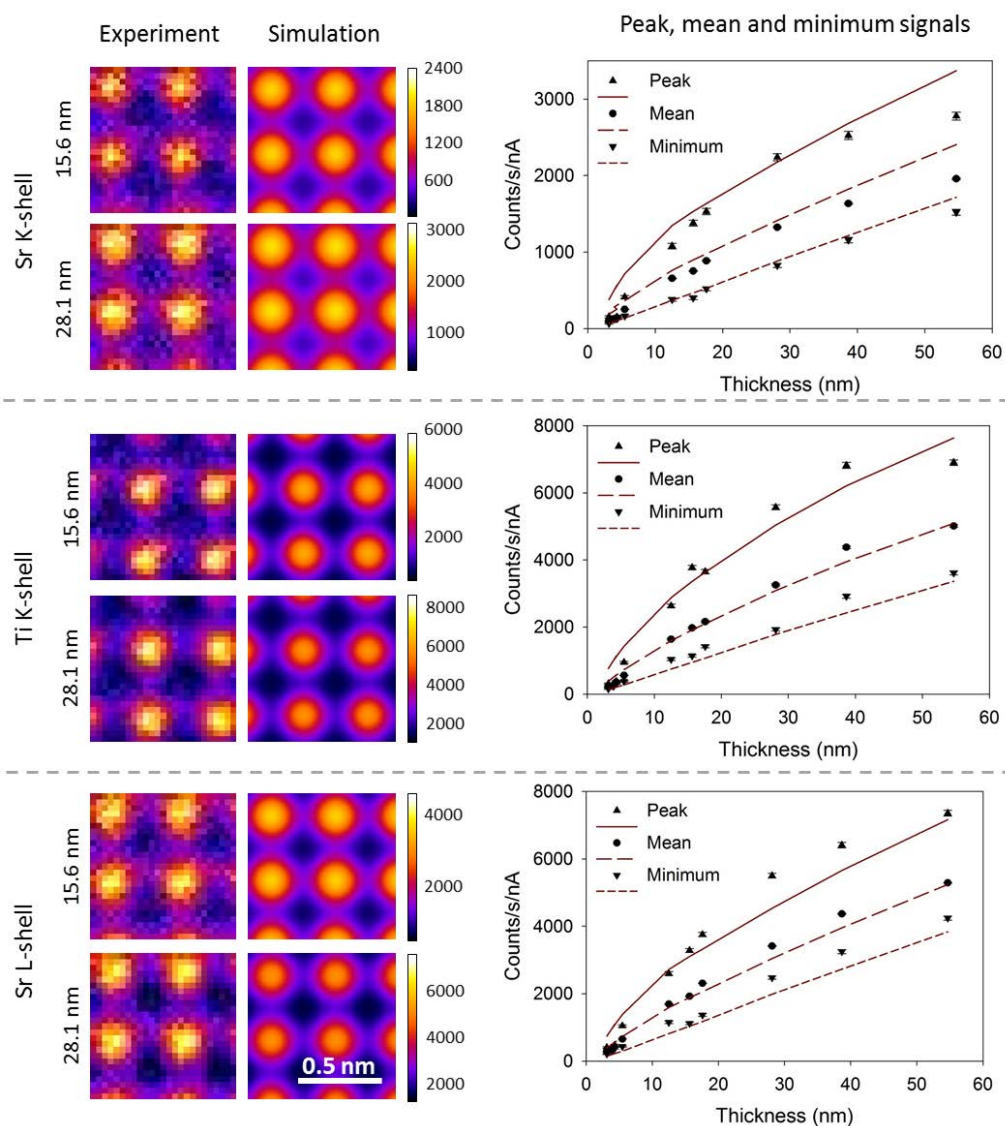 Experiment Simulation Peak, mean and minimum signals
Sr K-shell
15.6 nm
28.1 nm
2400
1800
1200
600
3000
2000
1000
Counts/s/nA
3000
2000
1000
0
Peak
Mean
Minimum
0 10 20 30 40 50 60
Thickness (nm)
Ti K-shell
15.6 nm
28.1 nm
6000
4000
2000
8000
6000
4000
2000
Counts/s/nA
8000
6000
4000
2000
0
Peak
Mean
Minimum
0 10 20 30 40 50 60
Thickness (nm)
Sr L-shell
15.6 nm
28.1 nm
0.5 nm
4000
2000
6000
4000
2000
Counts/s/nA
8000
6000
4000
2000
0
Peak
Mean
Minimum
0 10 20 30 40 50 60
Thickness (nm)